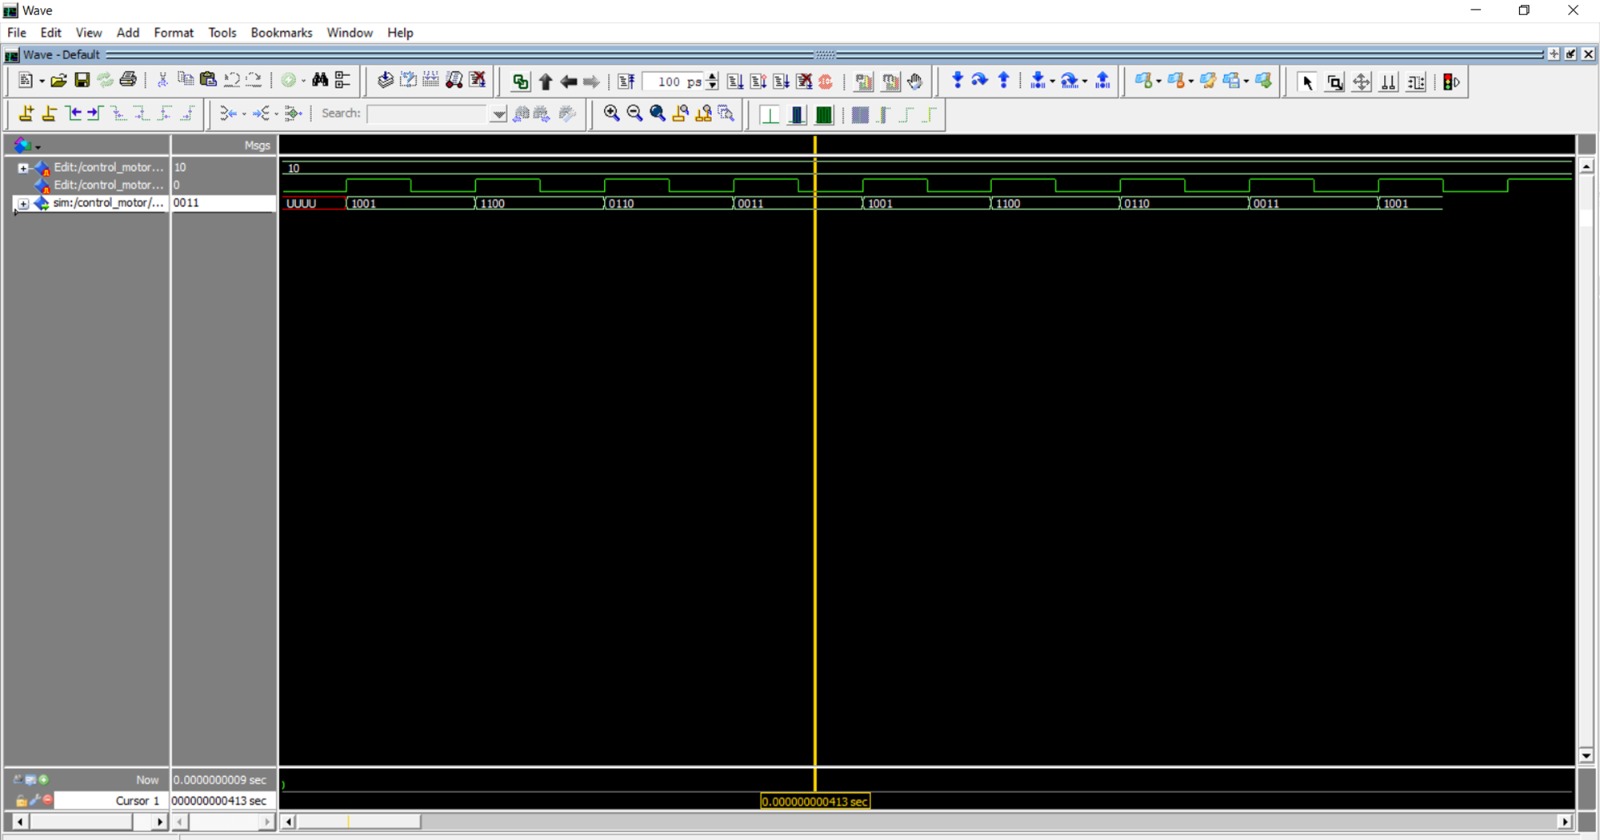 Wave
File Edit View Add Format Tools Bookmarks Window Help
Wave - Default
100 ps
Search:
Msgs
Edit:/control_motor... 10 10
Edit:/control_motor... 0
sim:/control_motor/... 0011 UUUU 1001 1100 0110 0011 1001 1100 0110 0011 1001
Now 0.0000000009 sec
Cursor 1 000000000413 sec 0.000000000413 sec